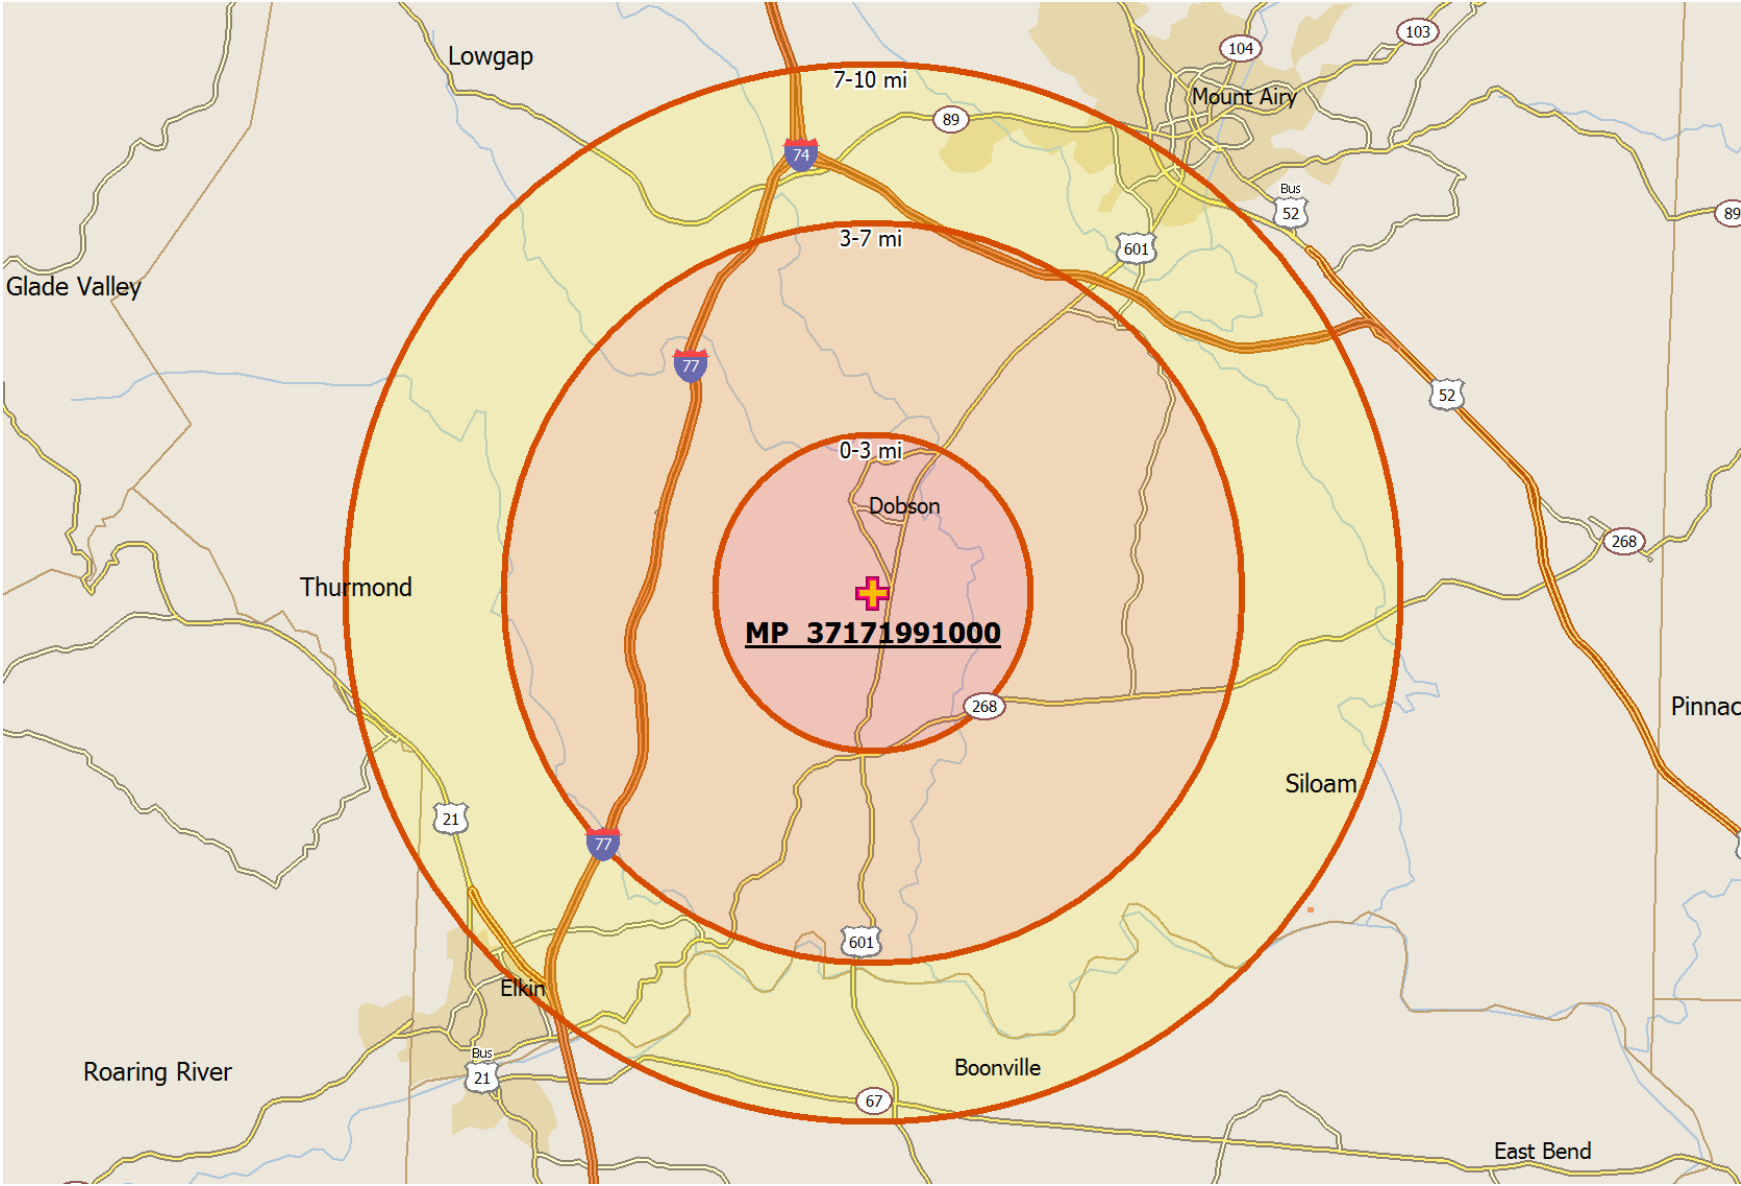 103
104
Lowgap
7-10 mi
Mount Airy
89
74
Bus
52
89
3-7 mi
601
Glade Valley
77
52
0-3 mi
Dobson
268
Thurmond
MP 37171991000
268
Pinnac
Siloam
21
77
601
Elkin
Bus
21
Roaring River
Boonville
67
East Bend